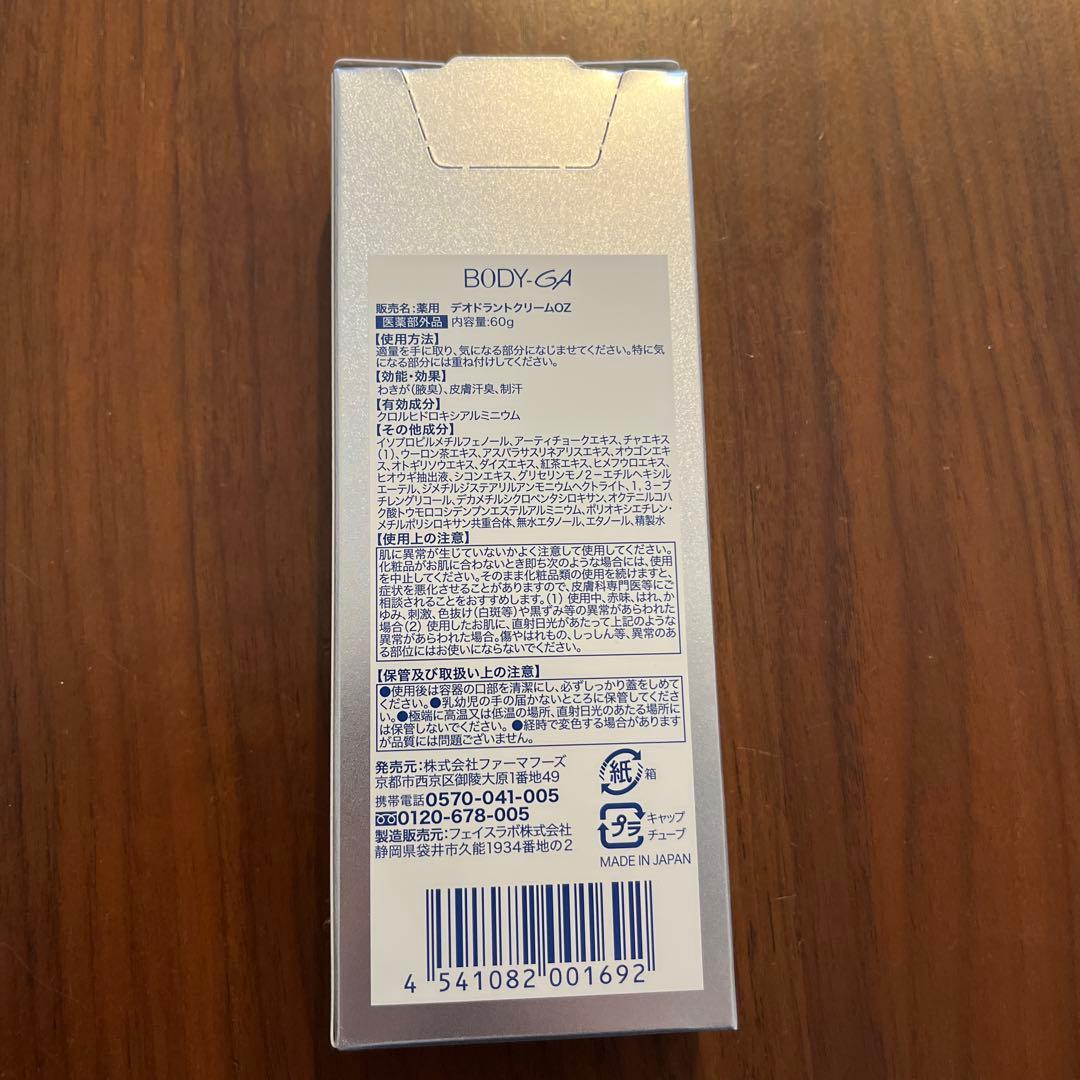 BODY-GA
販売名:薬用 デオドラントクリームOZ
医薬部外品 内容量:60g
【使用方法】
適量を手に取り、気になる部分になじませてください。特に気
になる部分には重ね付けしてください。
【効能・効果】
わきが(腋臭)、皮膚汗臭、制汗
【有効成分】
クロルヒドロキシアルミニウム
【その他成分】
イソプロピルメチルフェノール、アーティチョークエキス、チャエキス
(1)、ウーロン茶エキス、アスパラサスリネアリスエキス、オウゴンエキ
ス、オトギリソウエキス、ダイズエキス、紅茶エキス、ヒメフウロエキス、
ヒオウギ抽出液、シコンエキス、グリセリンモノ2-エチルヘキシル
エーテル、ジメチルジステアリルアンモニウムヘクトライト、1,3-ブ
チレングリコール、デカメチルシクロペンタシロキサン、オクテニルコハ
ク酸トウモロコシデンプンエステルアルミニウム、ポリオキシエチレン・
メチルポリシロキサン共重合体、無水エタノール、エタノール、精製水
【使用上の注意】
肌に異常が生じていないかよく注意して使用してください。
化粧品がお肌に合わないとき即ち次のような場合には、使用
を中止してください。そのまま化粧品類の使用を続けますと、
症状を悪化させることがありますので、皮膚科専門医等にご
相談されることをおすすめします。(1)使用中、赤味、はれ、か
ゆみ、刺激、色抜け(白斑等)や黒ずみ等の異常があらわれた
場合(2)使用したお肌に、直射日光があたって上記のような
異常があらわれた場合。傷やはれもの、しっしん等、異常のあ
る部位にはお使いにならないでください。
【保管及び取扱い上の注意】
●使用後は容器の口部を清潔にし、必ずしっかり蓋をしめて
ください。●乳幼児の手の届かないところに保管してくださ
い。●極端に高温又は低温の場所、直射日光のあたる場所に
は保管しないでください。●経時で変色する場合があります
が品質には問題ございません。
発売元:株式会社ファーマフーズ
京都市西京区御陵大原1番地49
携帯電話0570-041-005
0120-678-005
製造販売元:フェイスラボ株式会社
静岡県袋井市久能1934番地の2
紙 箱
プラ キャップ
チューブ
MADE IN JAPAN
4 541082 001692